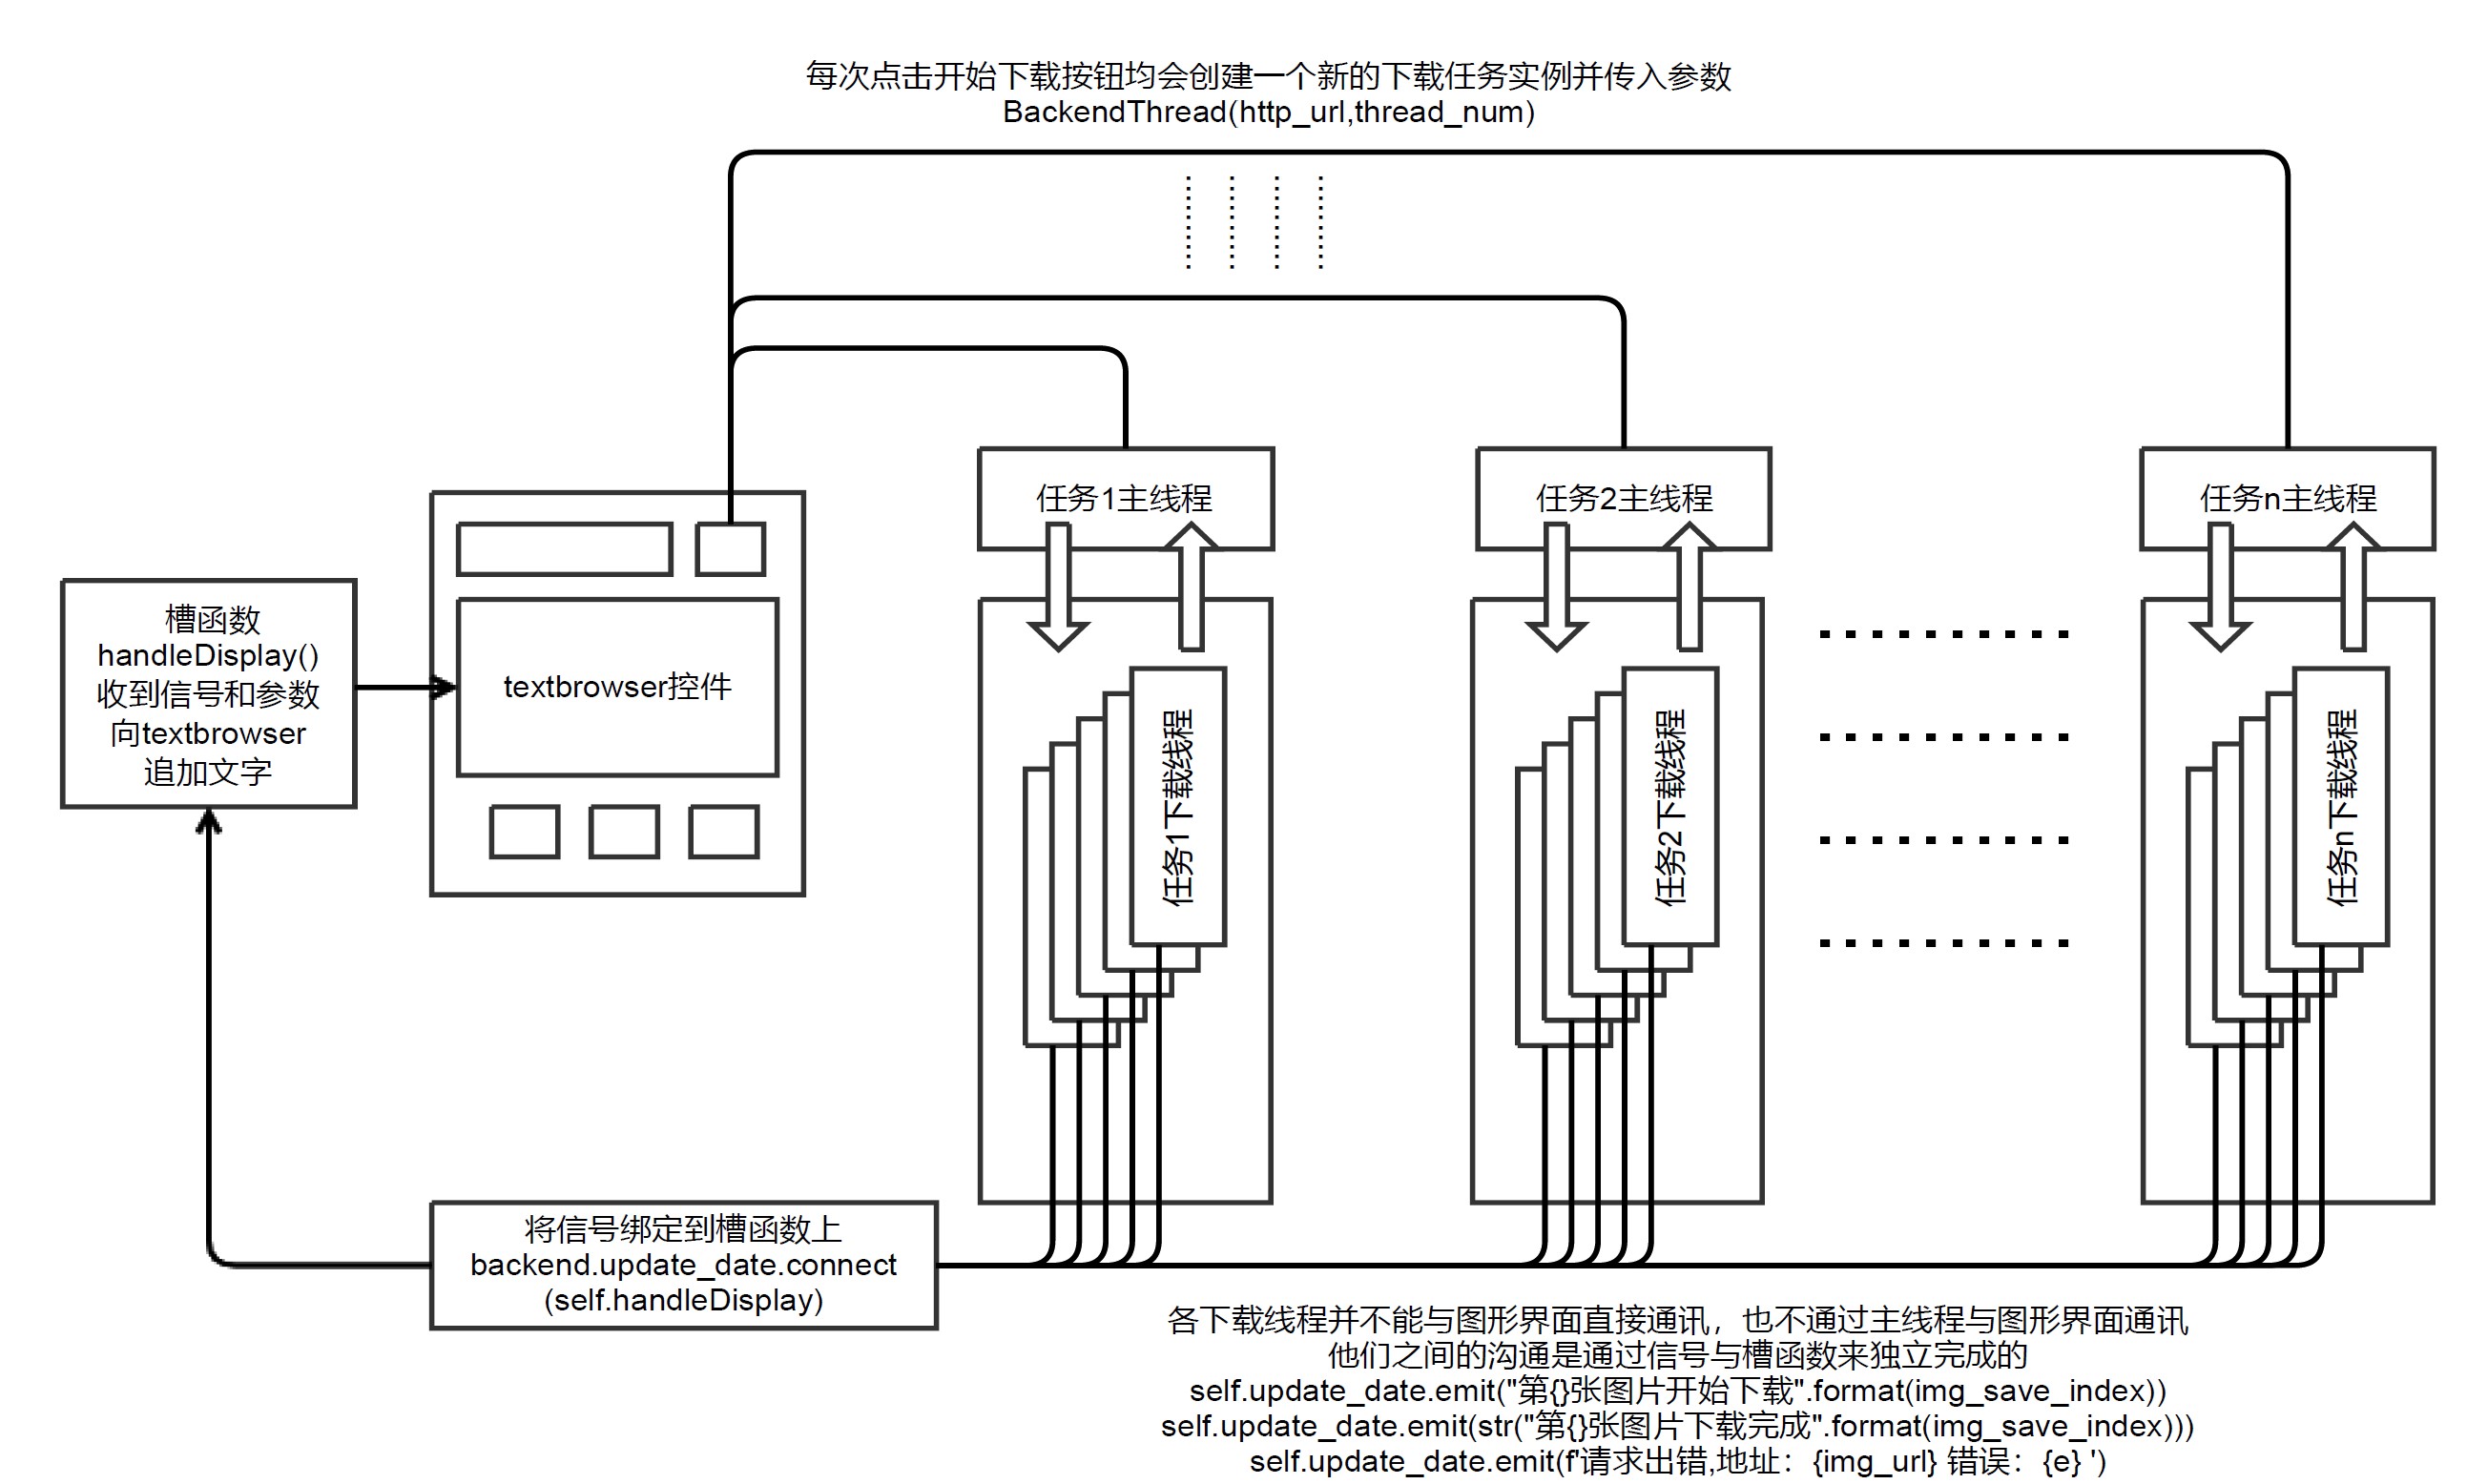 每次点击开始下载按钮均会创建一个新的下载任务实例并传入参数
BackendThread(http_url,thread_num)
任务1主线程
任务2主线程
任务n主线程
槽函数
handleDisplay()
收到信号和参数
向textbrowser
追加文字
textbrowser控件
任务1下载线程
任务2下载线程
任务n下载线程
将信号绑定到槽函数上
backend.update_date.connect
(self.handleDisplay)
各下载线程并不能与图形界面直接通讯，也不通过主线程与图形界面通讯
他们之间的沟通是通过信号与槽函数来独立完成的
self.update_date.emit("第{}张图片开始下载".format(img_save_index))
self.update_date.emit(str("第{}张图片下载完成".format(img_save_index)))
self.update_date.emit(f'请求出错,地址：{img_url} 错误：{e} ')